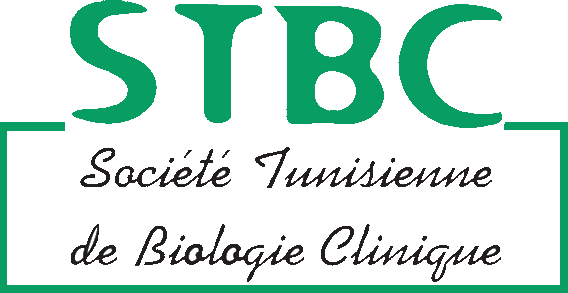 STBC
Société Tunisienne
de Biologie Clinique